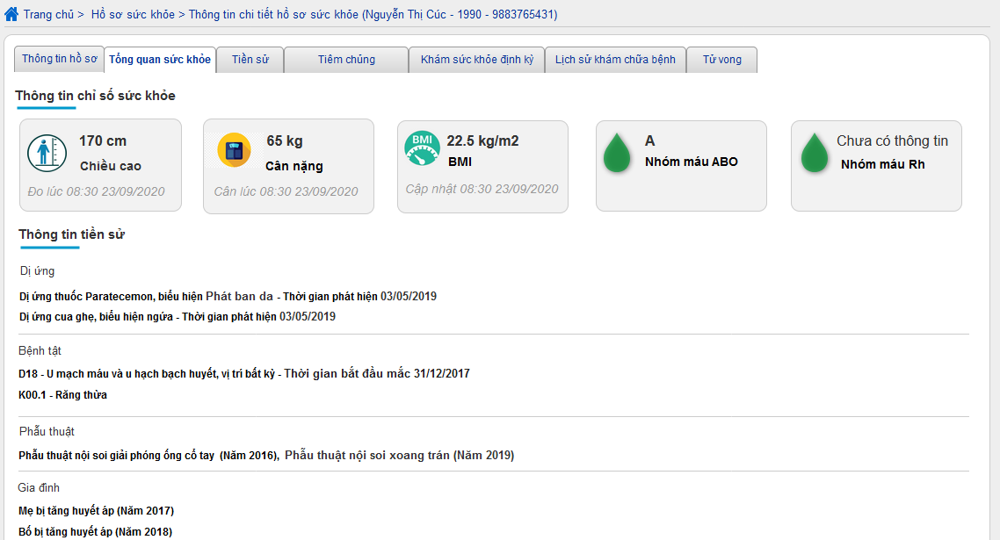 Trang chủ > Hồ sơ sức khỏe > Thông tin chi tiết hồ sơ sức khỏe (Nguyễn Thị Cúc - 1990 - 9883765431)
Thông tin hồ sơ Tổng quan sức khỏe Tiền sử Tiêm chủng Khám sức khỏe định kỳ Lịch sử khám chữa bệnh Tử vong
Thông tin chỉ số sức khỏe
170 cm
Chiều cao
Đo lúc 08:30 23/09/2020
65 kg
Cân nặng
Cân lúc 08:30 23/09/2020
BMI
22.5 kg/m2
BMI
Cập nhật 08:30 23/09/2020
A
Nhóm máu ABO
Chưa có thông tin
Nhóm máu Rh
Thông tin tiền sử
Dị ứng
Dị ứng thuốc Paratecemon, biểu hiện Phát ban da - Thời gian phát hiện 03/05/2019
Dị ứng cua ghẹ, biểu hiện ngứa - Thời gian phát hiện 03/05/2019
Bệnh tật
D18 - U mạch máu và u hạch bạch huyết, vị trí bất kỳ - Thời gian bắt đầu mắc 31/12/2017
K00.1 - Răng thừa
Phẫu thuật
Phẫu thuật nội soi giải phóng ống cổ tay (Năm 2016), Phẫu thuật nội soi xoang trán (Năm 2019)
Gia đình
Mẹ bị tăng huyết áp (Năm 2017)
Bố bị tăng huyết áp (Năm 2018)